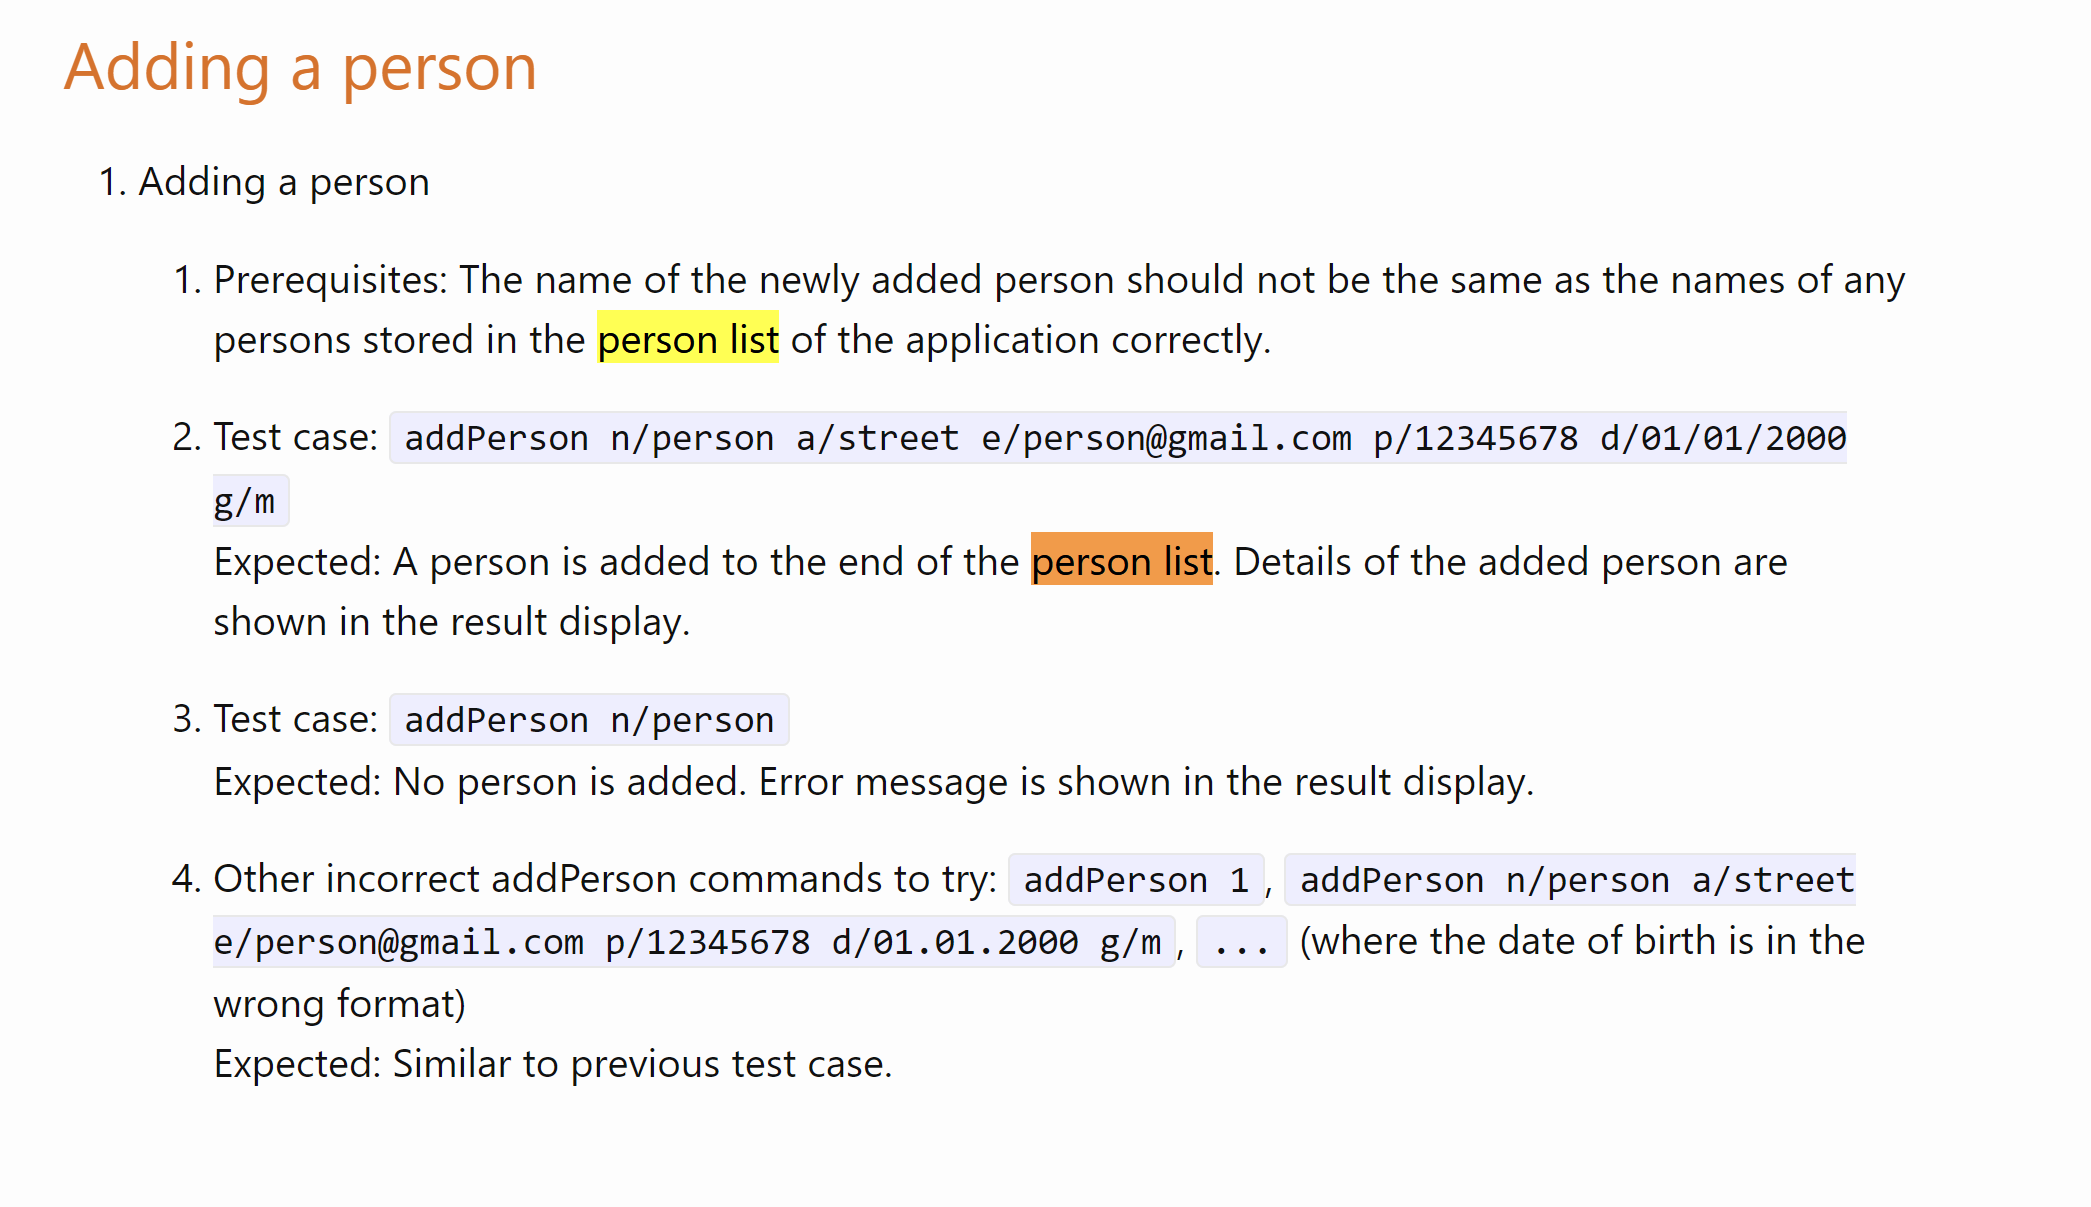 Adding a person
1. Adding a person
1. Prerequisites: The name of the newly added person should not be the same as the names of any
persons stored in the person list of the application correctly.
2. Test case: addPerson n/person a/street e/person@gmail.com p/12345678 d/01/01/2000
g/m
Expected: A person is added to the end of the person list. Details of the added person are
shown in the result display.
3. Test case: addPerson n/person
Expected: No person is added. Error message is shown in the result display.
4. Other incorrect addPerson commands to try: addPerson 1, addPerson n/person a/street
e/person@gmail.com p/12345678 d/01.01.2000 g/m, ... (where the date of birth is in the
wrong format)
Expected: Similar to previous test case.